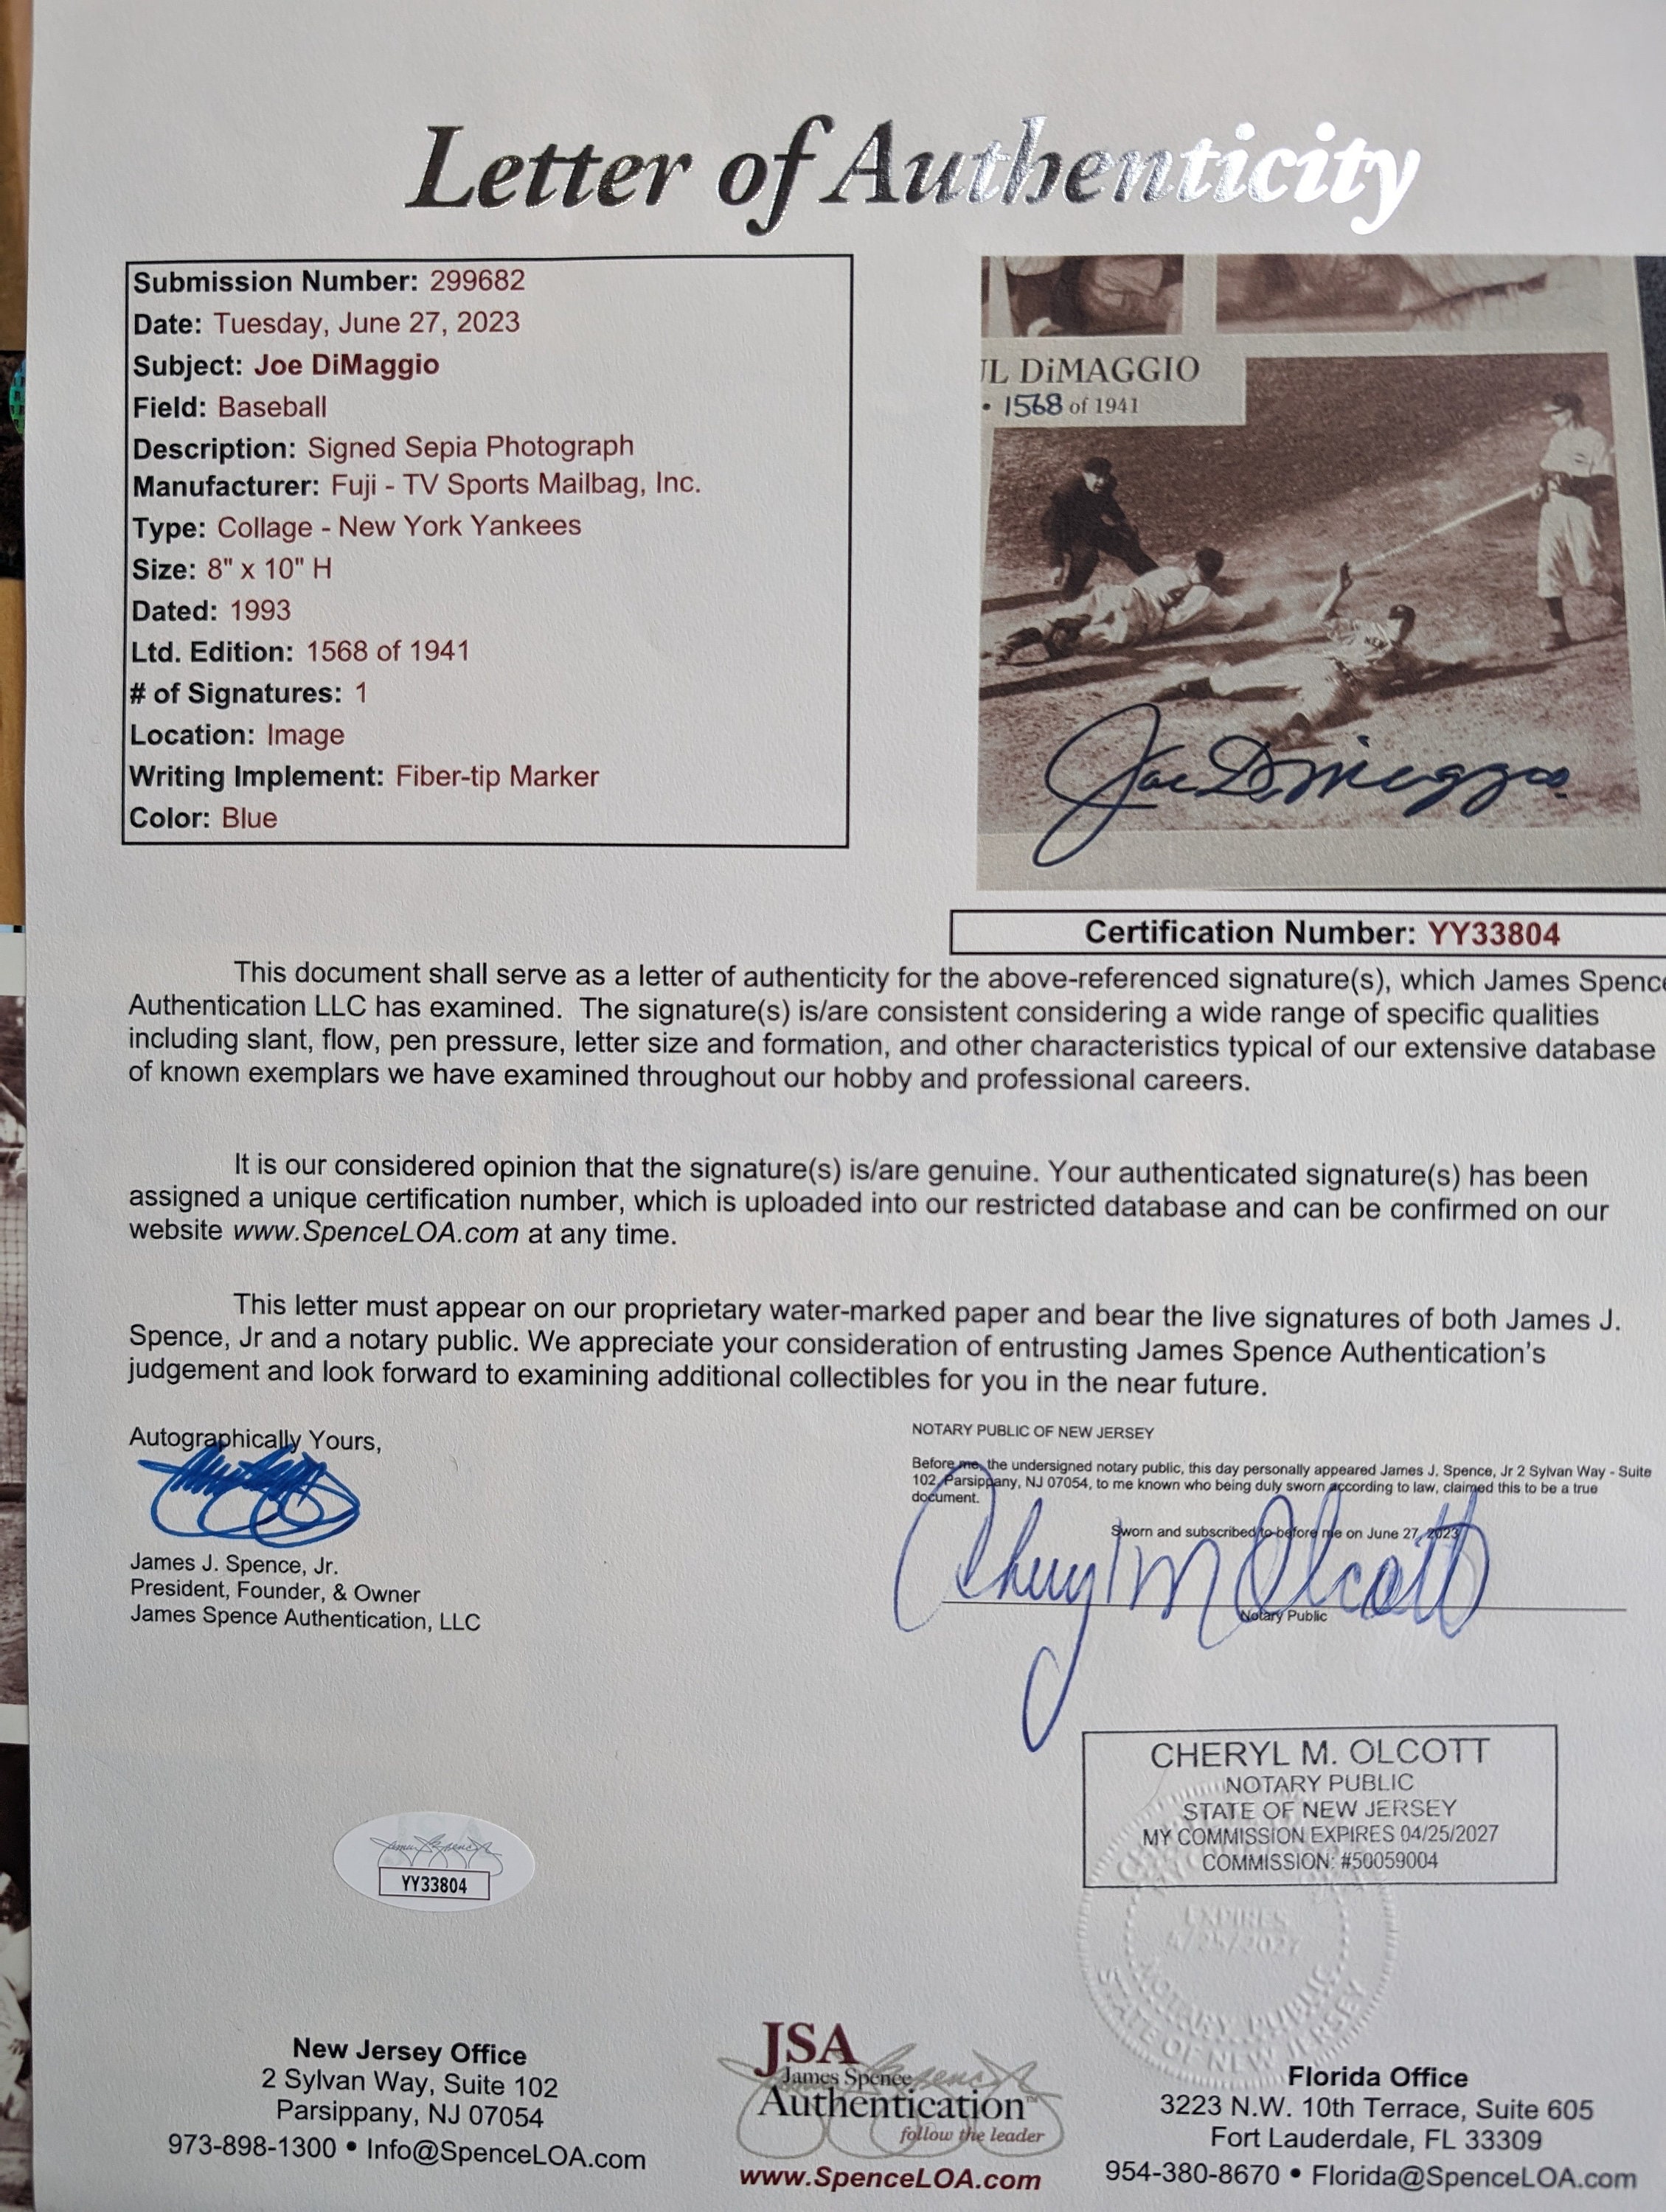 Letter of Authenticity
Submission Number: 299682
Date: Tuesday, June 27, 2023
Subject: Joe DiMaggio
Field: Baseball
Description: Signed Sepia Photograph
Manufacturer: Fuji - TV Sports Mailbag, Inc.
Type: Collage - New York Yankees
Size: 8" x 10" H
Dated: 1993
Ltd. Edition: 1568 of 1941
# of Signatures: 1
Location: Image
Writing Implement: Fiber-tip Marker
Color: Blue
UL DiMAGGIO
• 1568 of 1941
NEW
Joe DiMaggio
Certification Number: YY33804
This document shall serve as a letter of authenticity for the above-referenced signature(s), which James Spence
Authentication LLC has examined. The signature(s) is/are consistent considering a wide range of specific qualities
including slant, flow, pen pressure, letter size and formation, and other characteristics typical of our extensive database
of known exemplars we have examined throughout our hobby and professional careers.
It is our considered opinion that the signature(s) is/are genuine. Your authenticated signature(s) has been
assigned a unique certification number, which is uploaded into our restricted database and can be confirmed on our
website www.SpenceLOA.com at any time.
This letter must appear on our proprietary water-marked paper and bear the live signatures of both James J.
Spence, Jr and a notary public. We appreciate your consideration of entrusting James Spence Authentication's
judgement and look forward to examining additional collectibles for you in the near future.
Autographically Yours,
James J. Spence, Jr.
President, Founder, & Owner
James Spence Authentication, LLC
NOTARY PUBLIC OF NEW JERSEY
Before me, the undersigned notary public, this day personally appeared James J. Spence, Jr 2 Sylvan Way - Suite
102, Parsippany, NJ 07054, to me known who being duly sworn according to law, claimed this to be a true
document.
Sworn and subscribed to before me on June 27, 2023
Cheryl M Olcott
Notary Public
CHERYL M. OLCOTT
NOTARY PUBLIC
STATE OF NEW JERSEY
MY COMMISSION EXPIRES 04/25/2027
COMMISSION: #50059004
EXPIRES
4/25/2027
NOTARY PUBLIC
STATE OF NEW JERSEY
James Spence
YY33804
New Jersey Office
2 Sylvan Way, Suite 102
Parsippany, NJ 07054
973-898-1300 • Info@SpenceLOA.com
JSA
James Spence
Authentication™
follow the leader
www.SpenceLOA.com
Florida Office
3223 N.W. 10th Terrace, Suite 605
Fort Lauderdale, FL 33309
954-380-8670 • Florida@SpenceLOA.com